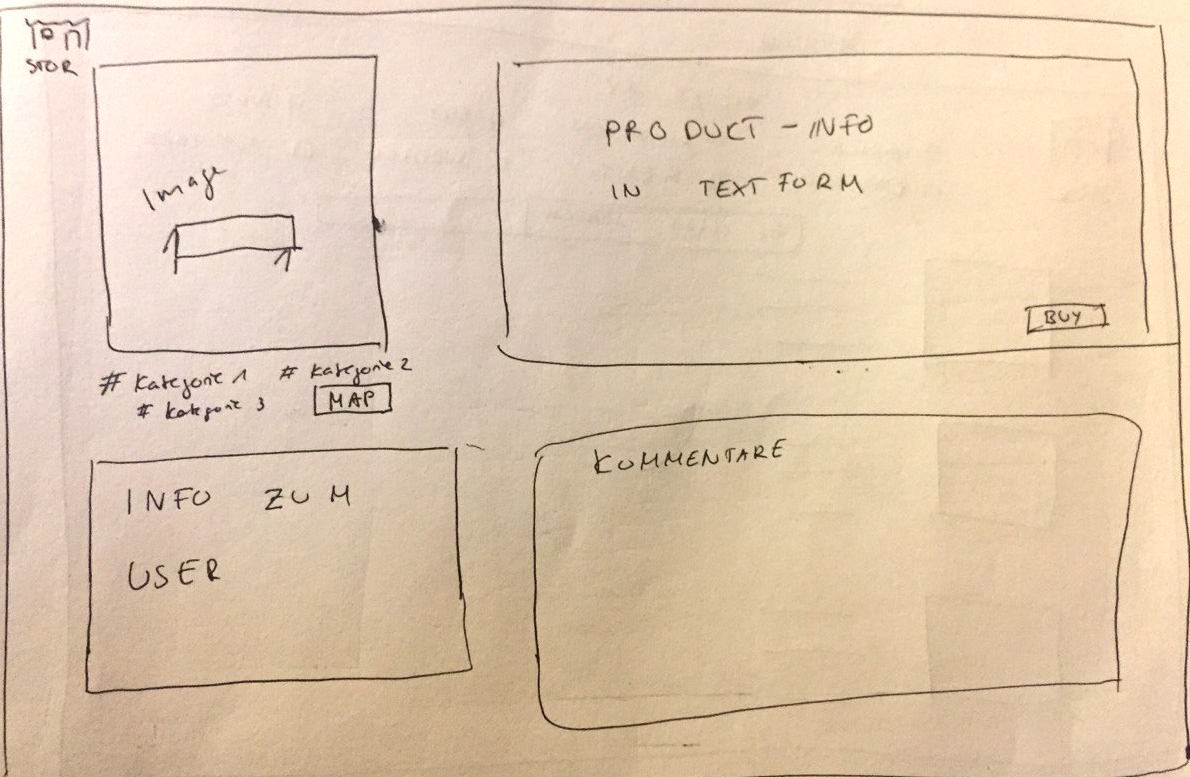 STOR
Image
PRODUCT - INFO
IN TEXTFORM
BUY
# Kategorie 1 # Kategorie 2
# Kategorie 3 MAP
INFO ZUM
USER
KOMMENTARE